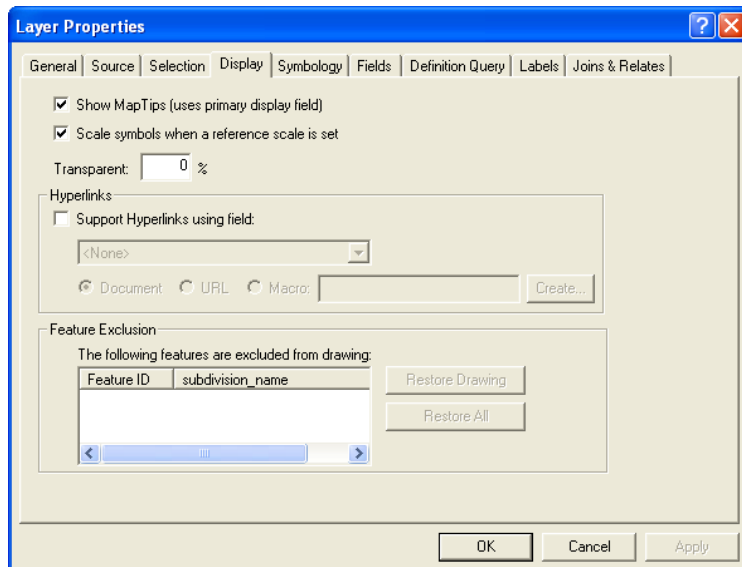 Layer Properties
General Source Selection Display Symbology Fields Definition Query Labels Joins & Relates
Show MapTips (uses primary display field)
Scale symbols when a reference scale is set
Transparent: 0 %
Hyperlinks
Support Hyperlinks using field:
<None>
Document URL Macro: Create...
Feature Exclusion
The following features are excluded from drawing:
Feature ID subdivision_name
Restore Drawing
Restore All
OK Cancel Apply